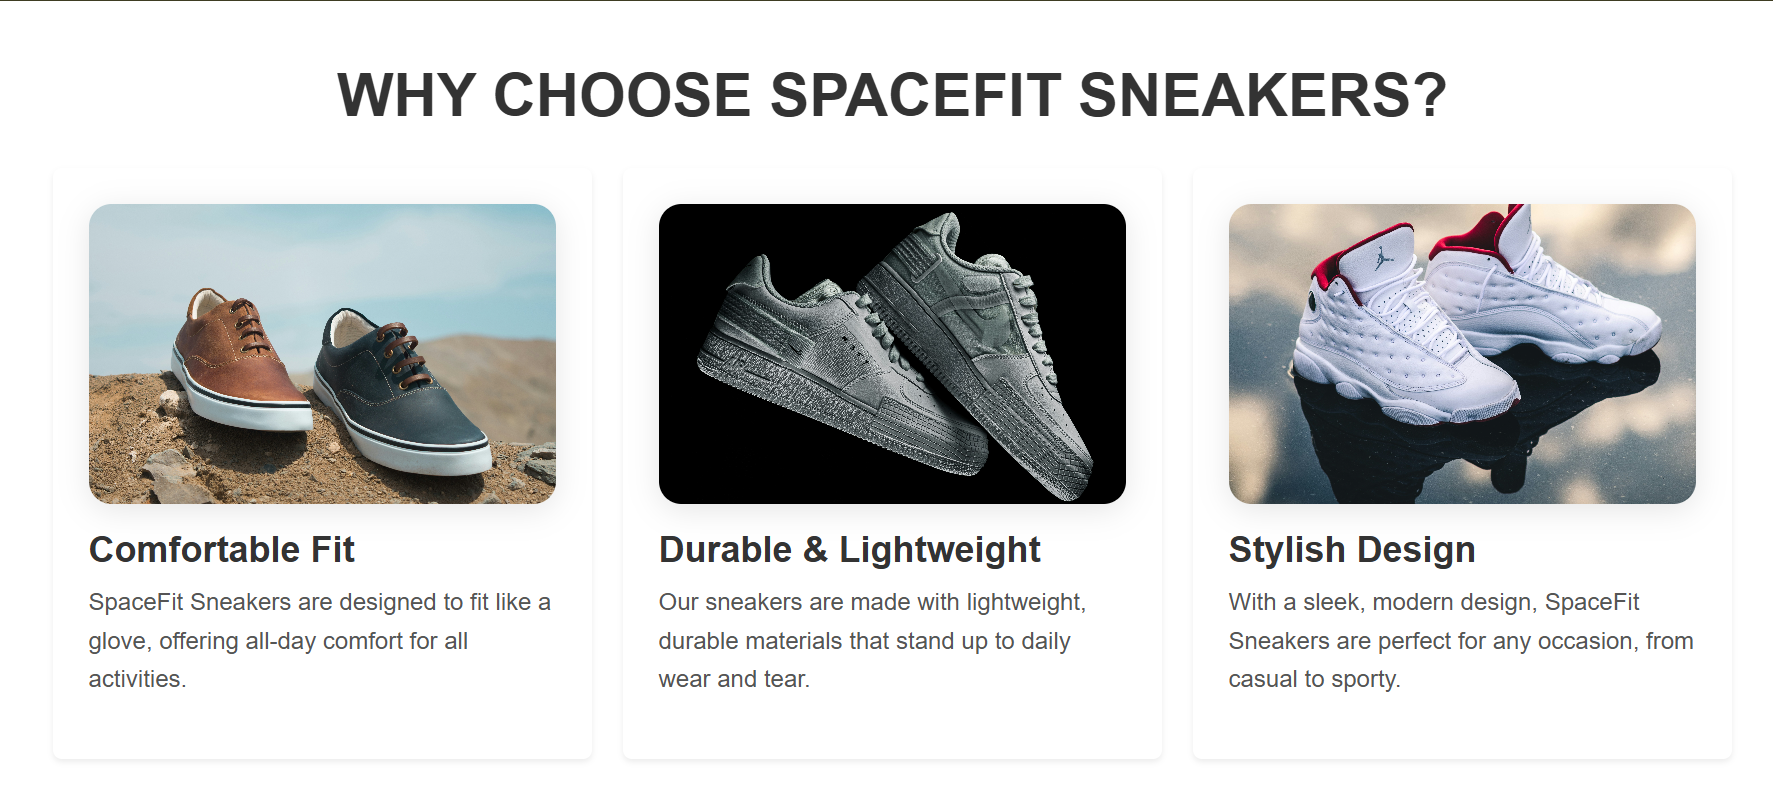 WHY CHOOSE SPACEFIT SNEAKERS?
Comfortable Fit
SpaceFit Sneakers are designed to fit like a
glove, offering all-day comfort for all
activities.
Durable & Lightweight
Our sneakers are made with lightweight,
durable materials that stand up to daily
wear and tear.
Stylish Design
With a sleek, modern design, SpaceFit
Sneakers are perfect for any occasion, from
casual to sporty.